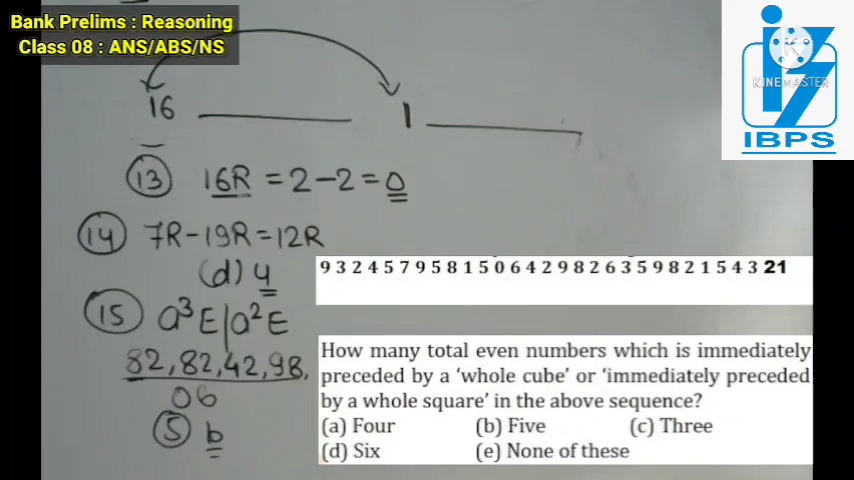 Bank Prelims : Reasoning
Class 08 : ANS/ABS/NS
KINEMASTER
IBPS
16 1
13 16R = 2-2 = 0
14 7R-19R=12R
(d) 4
9 3 2 4 5 7 9 5 8 1 5 0 6 4 2 9 8 2 6 3 5 9 8 2 1 5 4 3 21
15 a³E|a²E
82,82,42,98,
06
5 b
How many total even numbers which is immediately
preceded by a ‘whole cube’ or ‘immediately preceded
by a whole square’ in the above sequence?
(a) Four (b) Five (c) Three
(d) Six (e) None of these